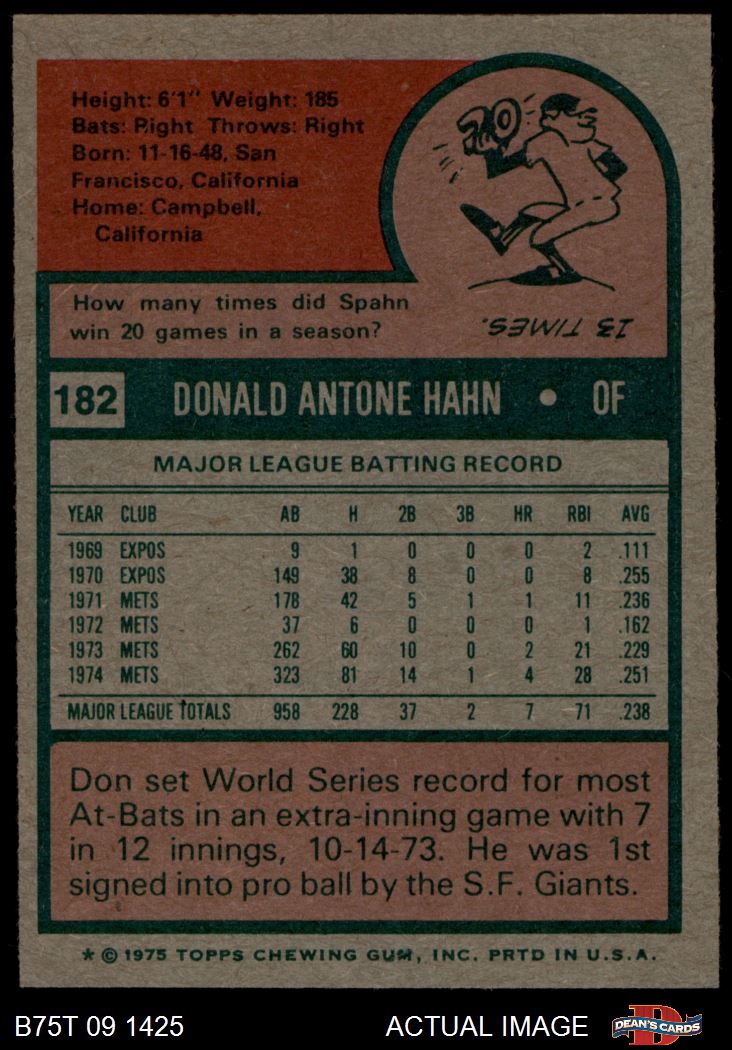 Height: 6'1" Weight: 185
Bats: Right Throws: Right
Born: 11-16-48, San
Francisco, California
Home: Campbell,
California
20
How many times did Spahn
win 20 games in a season?
13 TIMES.
182 DONALD ANTONE HAHN • OF
MAJOR LEAGUE BATTING RECORD
YEAR CLUB AB H 2B 3B HR RBI AVG
1969 EXPOS 9 1 0 0 0 2 .111
1970 EXPOS 149 38 8 0 0 8 .255
1971 METS 178 42 5 1 1 11 .236
1972 METS 37 6 0 0 0 1 .162
1973 METS 262 60 10 0 2 21 .229
1974 METS 323 81 14 1 4 28 .251
MAJOR LEAGUE TOTALS 958 228 37 2 7 71 .238
Don set World Series record for most
At-Bats in an extra-inning game with 7
in 12 innings, 10-14-73. He was 1st
signed into pro ball by the S.F. Giants.
* © 1975 TOPPS CHEWING GUM, INC. PRTD IN U.S.A.
B75T 09 1425 ACTUAL IMAGE
D
DEAN'S CARDS